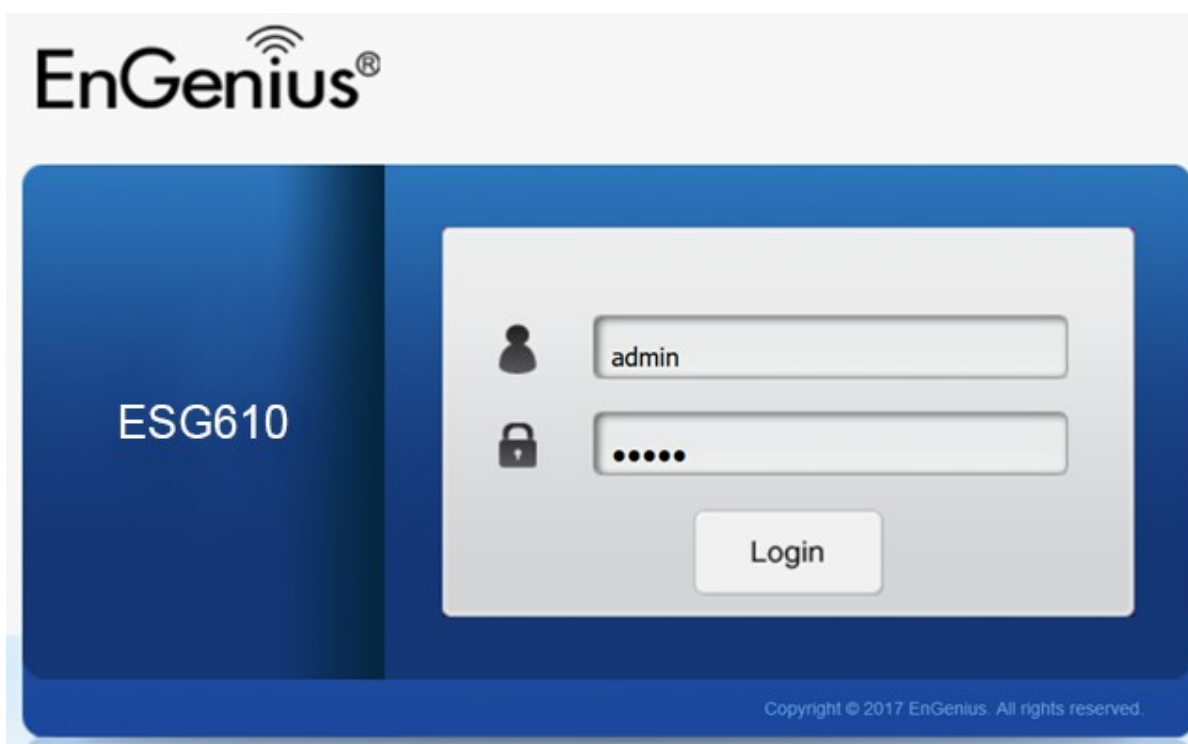 EnGenius®
ESG610
admin
•••••
Login
Copyright © 2017 EnGenius. All rights reserved.